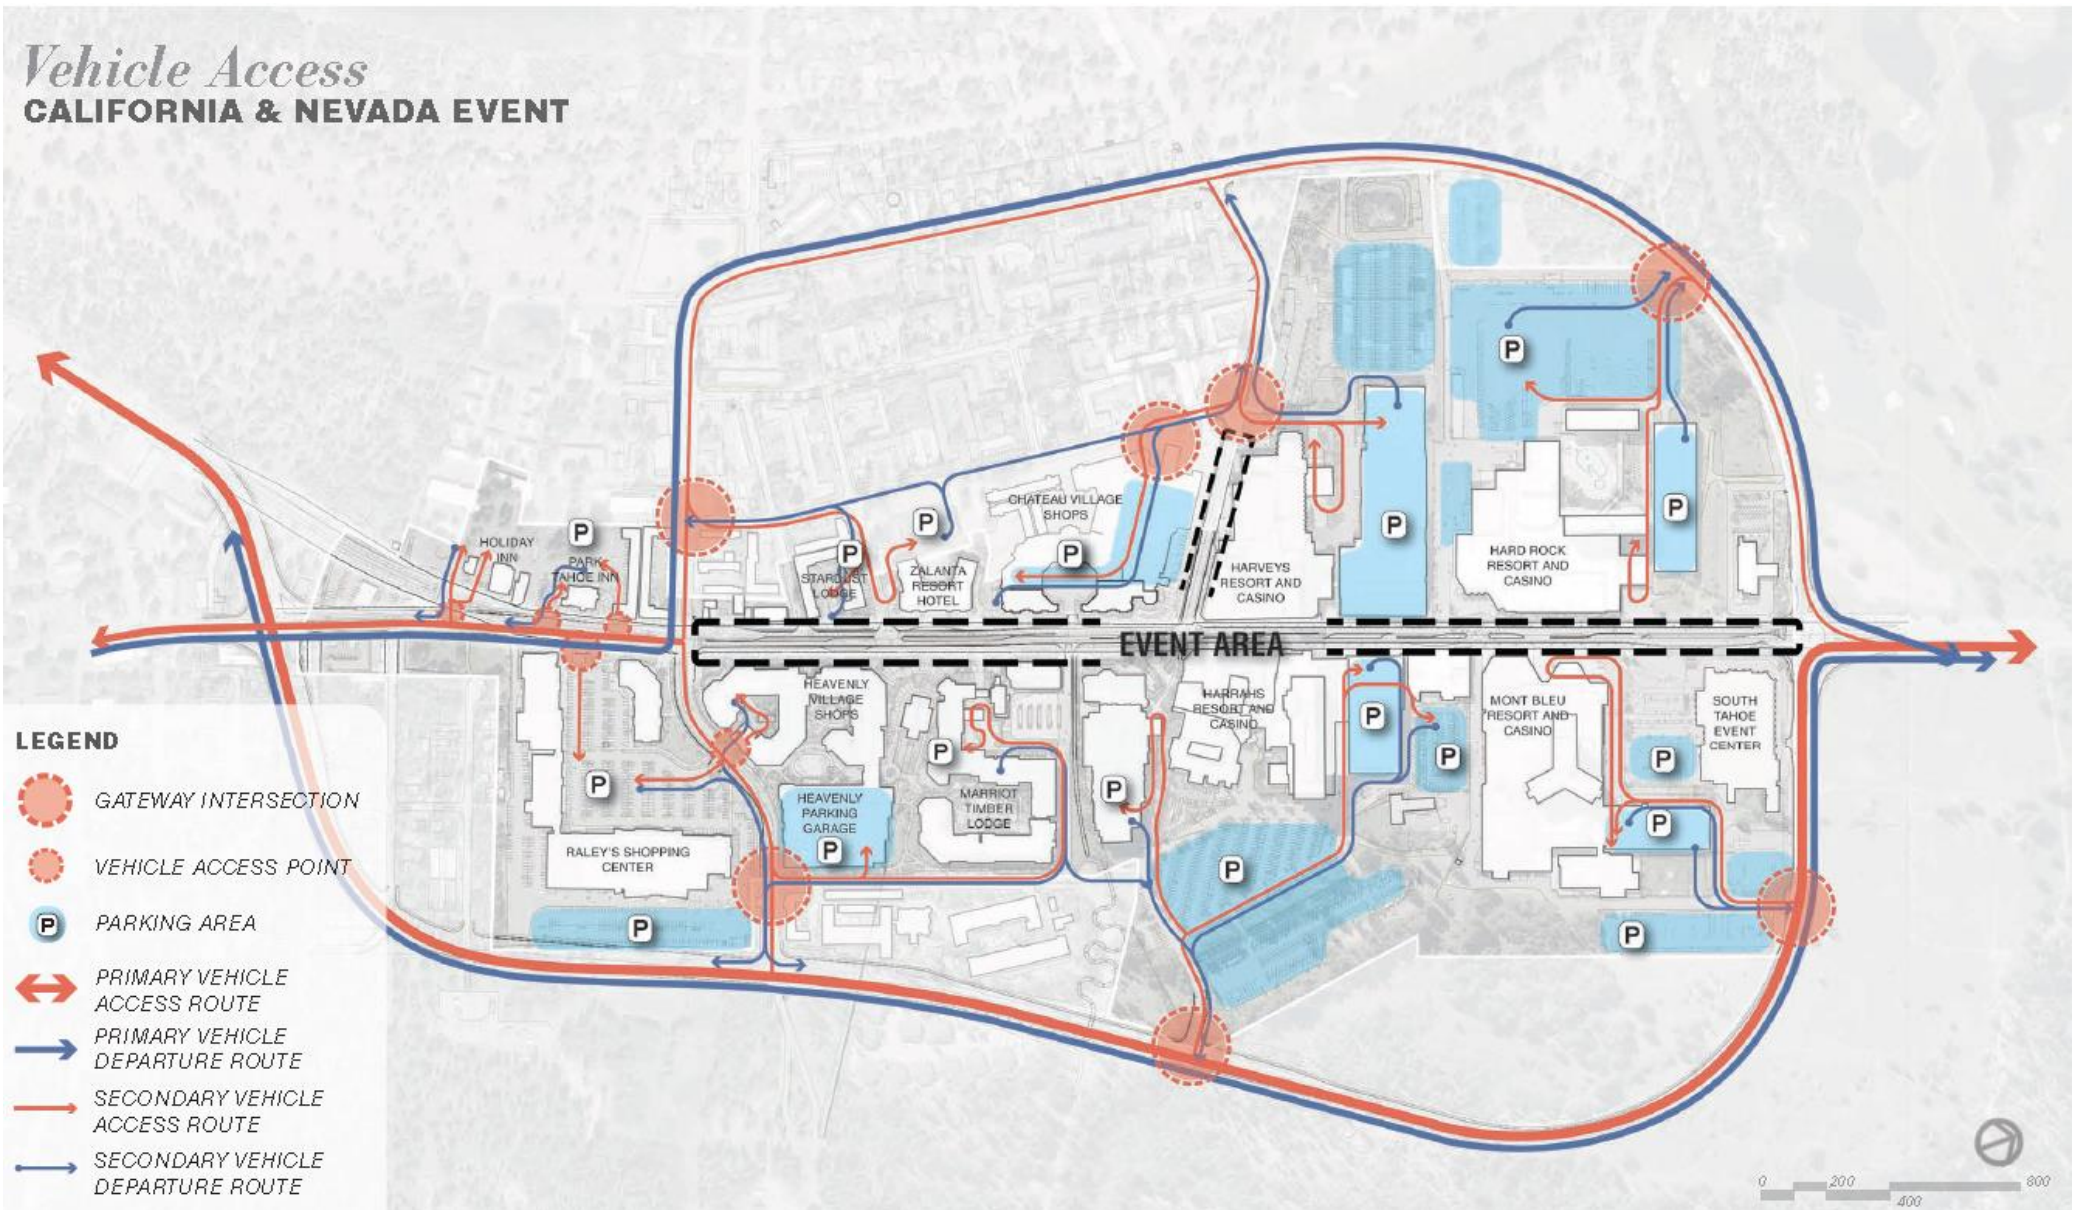 Vehicle Access
CALIFORNIA & NEVADA EVENT
P
HOLIDAY
INN
P
PARK
TAHOE INN
P
STARDUST
LODGE
P
ZALANTA
RESORT
HOTEL
CHATEAU VILLAGE
SHOPS
P
HARVEYS
RESORT AND
CASINO
P
P
HARD ROCK
RESORT AND
CASINO
P
EVENT AREA
HEAVENLY
VILLAGE
SHOPS
P
RALEY'S SHOPPING
CENTER
P
HEAVENLY
PARKING
GARAGE
P
P
MARRIOT
TIMBER
LODGE
P
HARRAHS
RESORT AND
CASINO
P
P
P
MONT BLEU
RESORT AND
CASINO
SOUTH
TAHOE
EVENT
CENTER
P
P
P
LEGEND
GATEWAY INTERSECTION
VEHICLE ACCESS POINT
P PARKING AREA
PRIMARY VEHICLE
ACCESS ROUTE
PRIMARY VEHICLE
DEPARTURE ROUTE
SECONDARY VEHICLE
ACCESS ROUTE
SECONDARY VEHICLE
DEPARTURE ROUTE
0 200 800
400